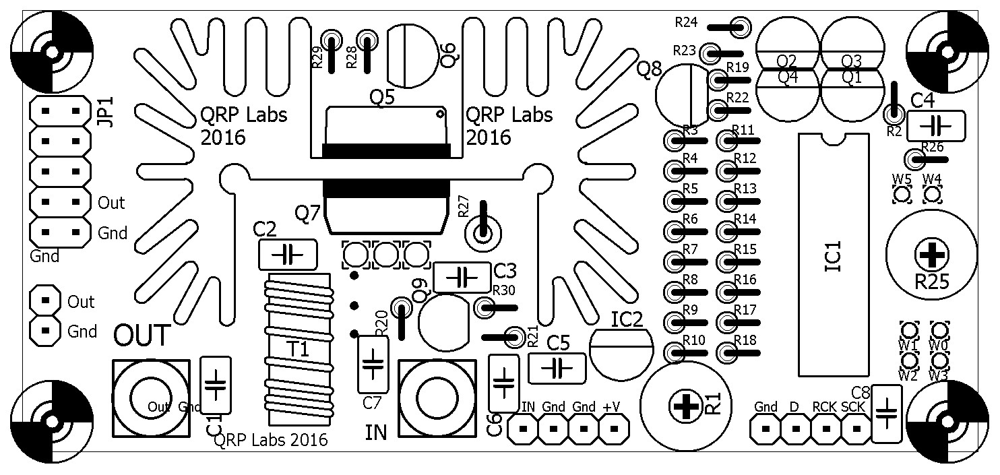 R24
R29
R28
Q6
R23
Q2
Q3
Q8
R19
Q4
Q1
JP1
Q5
R22
C4
QRP Labs
2016
QRP Labs
2016
R3
R11
R2
R26
R4
R12
W5
W4
R5
R13
Out
R27
Q7
R6
R14
Gnd
C2
Gnd
R7
R15
IC1
C3
R25
Q9
R30
R8
R16
Out
R20
R9
R17
Gnd
OUT
IC2
R21
R10
R18
W1
W0
T1
C5
W2
W3
C7
C8
R1
Out
Gnd
IN
Gnd
Gnd
+V
Gnd
D
RCK
SCK
C1
C6
IN
QRP Labs 2016